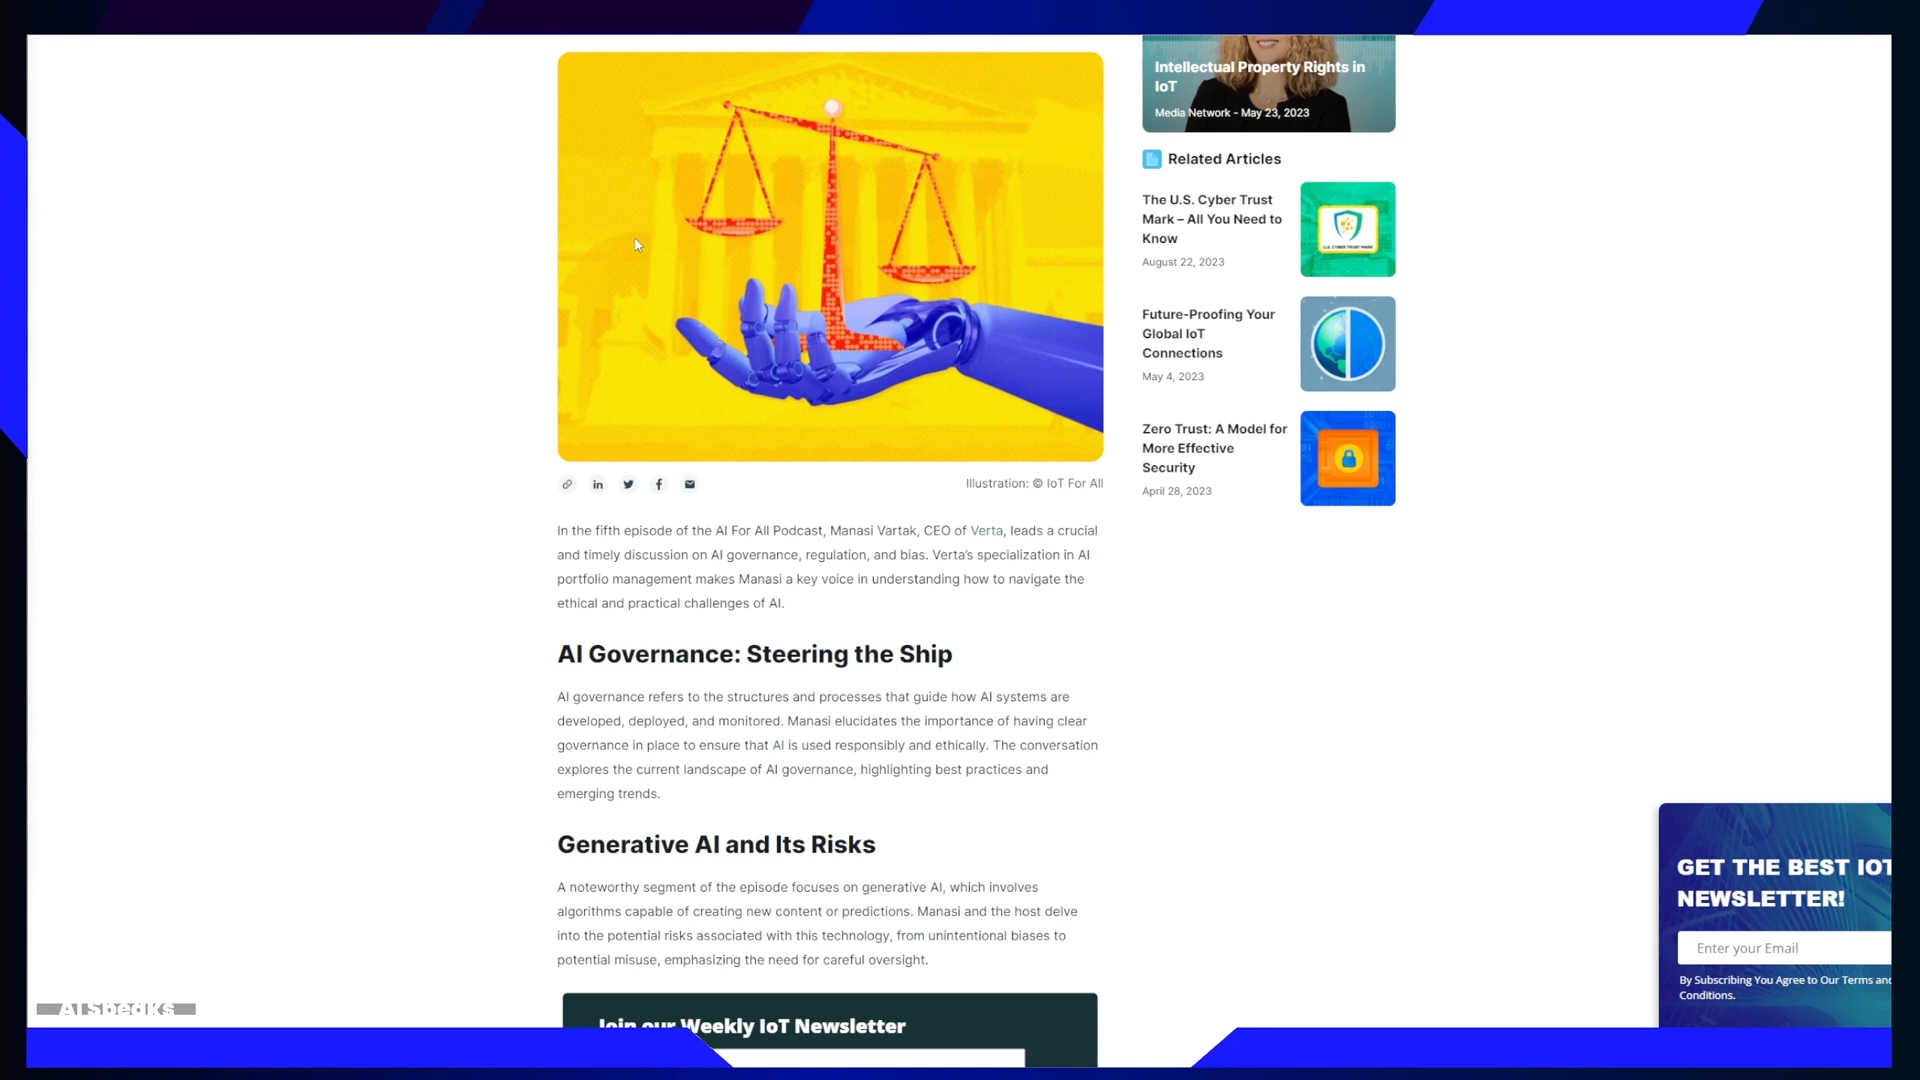 Intellectual Property Rights in
IoT
Media Network - May 23, 2023
Related Articles
The U.S. Cyber Trust
Mark – All You Need to
Know
August 22, 2023
U.S. CYBER TRUST MARK
Future-Proofing Your
Global IoT
Connections
May 4, 2023
Zero Trust: A Model for
More Effective
Security
April 28, 2023
Illustration: © IoT For All
In the fifth episode of the AI For All Podcast, Manasi Vartak, CEO of Verta, leads a crucial
and timely discussion on AI governance, regulation, and bias. Verta's specialization in AI
portfolio management makes Manasi a key voice in understanding how to navigate the
ethical and practical challenges of AI.
AI Governance: Steering the Ship
AI governance refers to the structures and processes that guide how AI systems are
developed, deployed, and monitored. Manasi elucidates the importance of having clear
governance in place to ensure that AI is used responsibly and ethically. The conversation
explores the current landscape of AI governance, highlighting best practices and
emerging trends.
Generative AI and Its Risks
A noteworthy segment of the episode focuses on generative AI, which involves
algorithms capable of creating new content or predictions. Manasi and the host delve
into the potential risks associated with this technology, from unintentional biases to
potential misuse, emphasizing the need for careful oversight.
Join our Weekly IoT Newsletter
GET THE BEST IOT
NEWSLETTER!
Enter your Email
By Subscribing You Agree to Our Terms and
Conditions.
AI Speaks